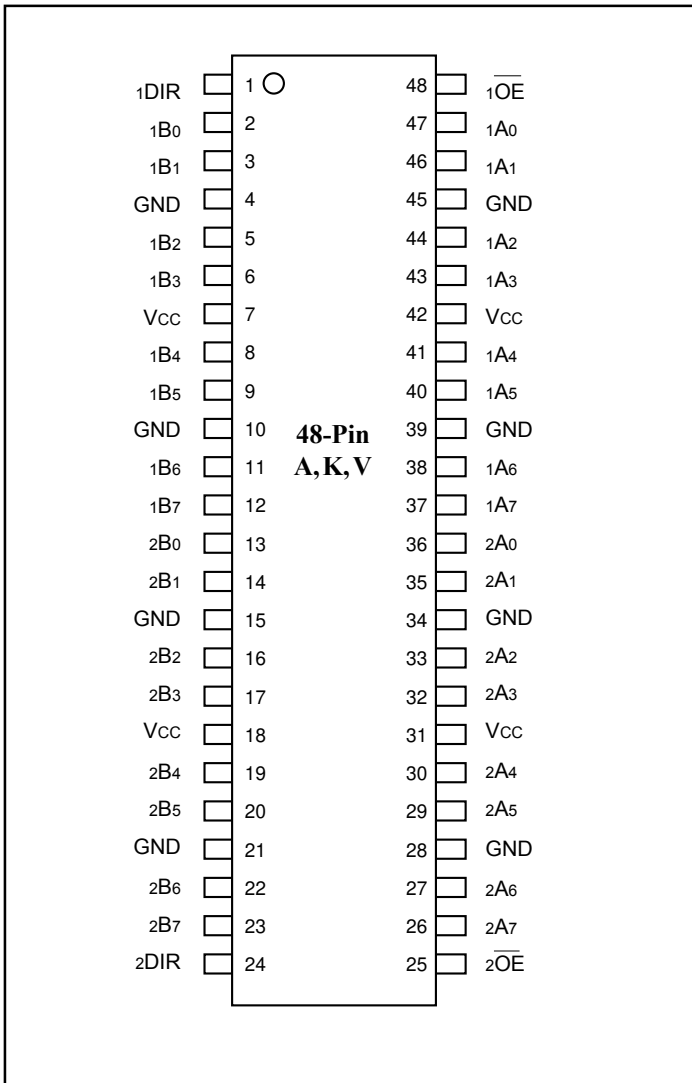 1DIR 1 48 1OE
1B0 2 47 1A0
1B1 3 46 1A1
GND 4 45 GND
1B2 5 44 1A2
1B3 6 43 1A3
VCC 7 42 VCC
1B4 8 41 1A4
1B5 9 40 1A5
GND 10 39 GND
48-Pin
A, K, V
1B6 11 38 1A6
1B7 12 37 1A7
2B0 13 36 2A0
2B1 14 35 2A1
GND 15 34 GND
2B2 16 33 2A2
2B3 17 32 2A3
VCC 18 31 VCC
2B4 19 30 2A4
2B5 20 29 2A5
GND 21 28 GND
2B6 22 27 2A6
2B7 23 26 2A7
2DIR 24 25 2OE